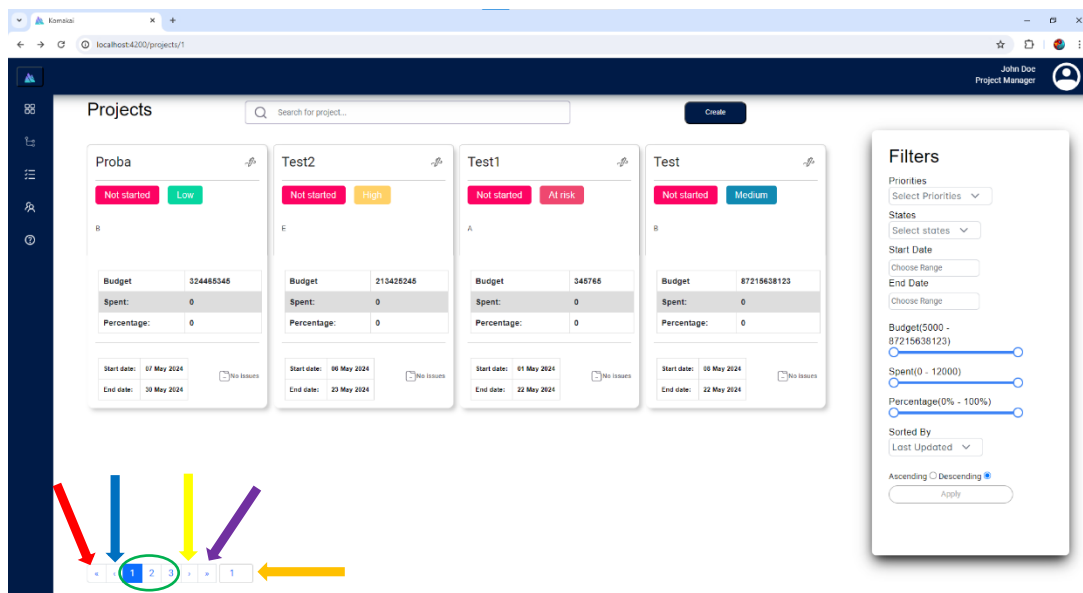 Komakai
localhost:4200/projects/1
John Doe
Project Manager
Projects
Search for project...
Create
Proba
Not started Low
B
Budget 324465345
Spent: 0
Percentage: 0
Start date: 07 May 2024
End date: 30 May 2024
No issues
Test2
Not started High
E
Budget 213425245
Spent: 0
Percentage: 0
Start date: 06 May 2024
End date: 23 May 2024
No issues
Test1
Not started At risk
A
Budget 345765
Spent: 0
Percentage: 0
Start date: 01 May 2024
End date: 22 May 2024
No issues
Test
Not started Medium
B
Budget 87215638123
Spent: 0
Percentage: 0
Start date: 08 May 2024
End date: 22 May 2024
No issues
Filters
Priorities
Select Priorities
States
Select states
Start Date
Choose Range
End Date
Choose Range
Budget(5000 -
87215638123)
Spent(0 - 12000)
Percentage(0% - 100%)
Sorted By
Last Updated
Ascending Descending
Apply
« ‹ 1 2 3 › » 1